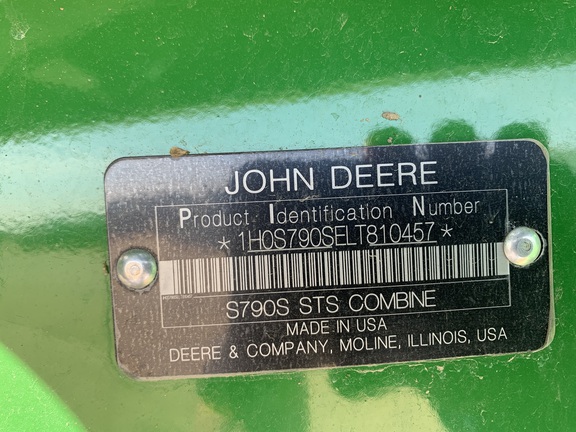 JOHN DEERE
Product Identification Number
*1H0S790SELT810457*
S790S STS COMBINE
MADE IN USA
DEERE & COMPANY, MOLINE, ILLINOIS, USA